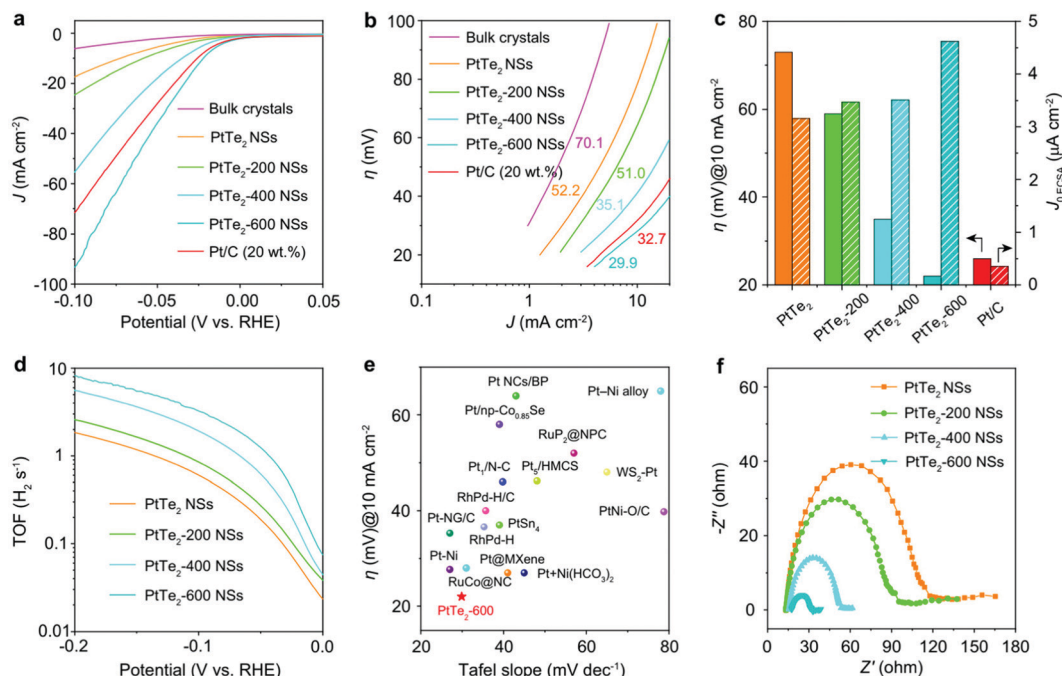 a
0
-20
-40
-60
-80
-100
J (mA cm⁻²)
Bulk crystals
PtTe₂ NSs
PtTe₂-200 NSs
PtTe₂-400 NSs
PtTe₂-600 NSs
Pt/C (20 wt.%)
-0.10 -0.05 0.00 0.05
Potential (V vs. RHE)
b
100
80
60
40
20
η (mV)
Bulk crystals
PtTe₂ NSs
PtTe₂-200 NSs
PtTe₂-400 NSs
PtTe₂-600 NSs
Pt/C (20 wt.%)
70.1
52.2
51.0
35.1
32.7
29.9
0.1 1 10
J (mA cm⁻²)
c
80
70
60
50
40
30
20
η (mV)@10 mA cm⁻²
5
4
3
2
1
0
J₀,ECSA (μA cm⁻²)
PtTe₂
PtTe₂-200
PtTe₂-400
PtTe₂-600
Pt/C
d
10
1
0.1
0.01
TOF (H₂ s⁻¹)
PtTe₂ NSs
PtTe₂-200 NSs
PtTe₂-400 NSs
PtTe₂-600 NSs
-0.2 -0.1 0.0
Potential (V vs. RHE)
e
60
40
20
η (mV)@10 mA cm⁻²
Pt NCs/BP
Pt–Ni alloy
Pt/np-Co₀.₈₅Se
RuP₂@NPC
Pt₁/N-C
Pt₅/HMCS
WS₂-Pt
RhPd-H/C
PtNi-O/C
Pt-NG/C
PtSn₄
RhPd-H
Pt-Ni
Pt@MXene
RuCo@NC
Pt+Ni(HCO₃)₂
PtTe₂-600
30 40 50 60 70 80
Tafel slope (mV dec⁻¹)
f
60
40
20
0
-Z″ (ohm)
PtTe₂ NSs
PtTe₂-200 NSs
PtTe₂-400 NSs
PtTe₂-600 NSs
0 30 60 90 120 150 180
Z′ (ohm)